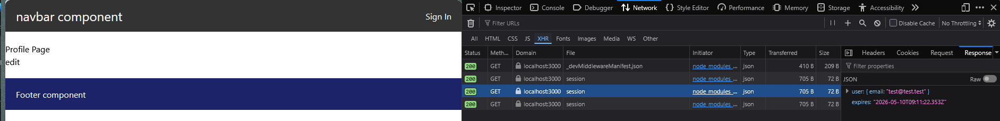 navbar component
Sign In
Profile Page
edit
Footer component
Inspector Console Debugger Network Style Editor Performance Memory Storage Accessibility
Filter URLs
Disable Cache No Throttling
All HTML CSS JS XHR Fonts Images Media WS Other
Status Meth... Domain File Initiator Type Transferred Size
200 GET localhost:3000 _devMiddlewareManifest.json node_modules_... json 410 B 209 B
200 GET localhost:3000 session node_modules_... json 705 B 72 B
200 GET localhost:3000 session node_modules_... json 705 B 72 B
200 GET localhost:3000 session node_modules_... json 705 B 72 B
Headers Cookies Request Response
Filter properties
JSON Raw
user: { email: "test@test.test" }
expires: "2026-05-10T09:11:22.353Z"